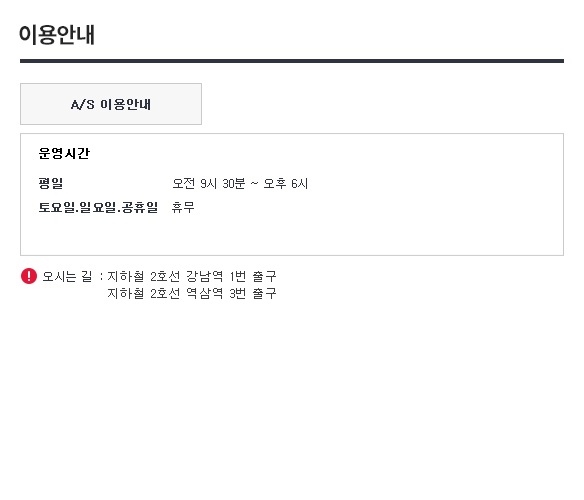 이용안내
A/S 이용안내
운영시간
평일 오전 9시 30분 ~ 오후 6시
토요일.일요일.공휴일 휴무
오시는 길 : 지하철 2호선 강남역 1번 출구
지하철 2호선 역삼역 3번 출구